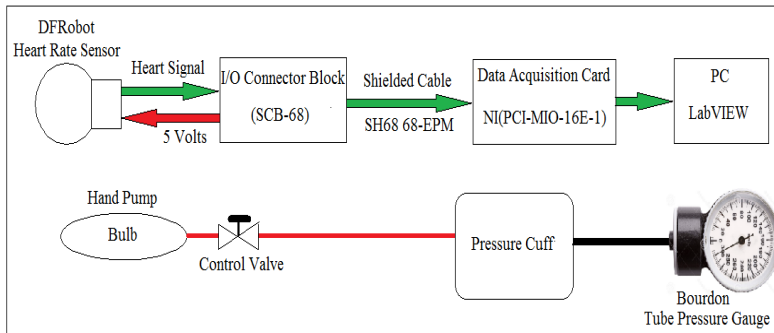 DFRobot
Heart Rate Sensor
Heart Signal
5 Volts
I/O Connector Block
(SCB-68)
Shielded Cable
SH68 68-EPM
Data Acquisition Card
NI(PCI-MIO-16E-1)
PC
LabVIEW
Hand Pump
Bulb
Control Valve
Pressure Cuff
Bourdon
Tube Pressure Gauge